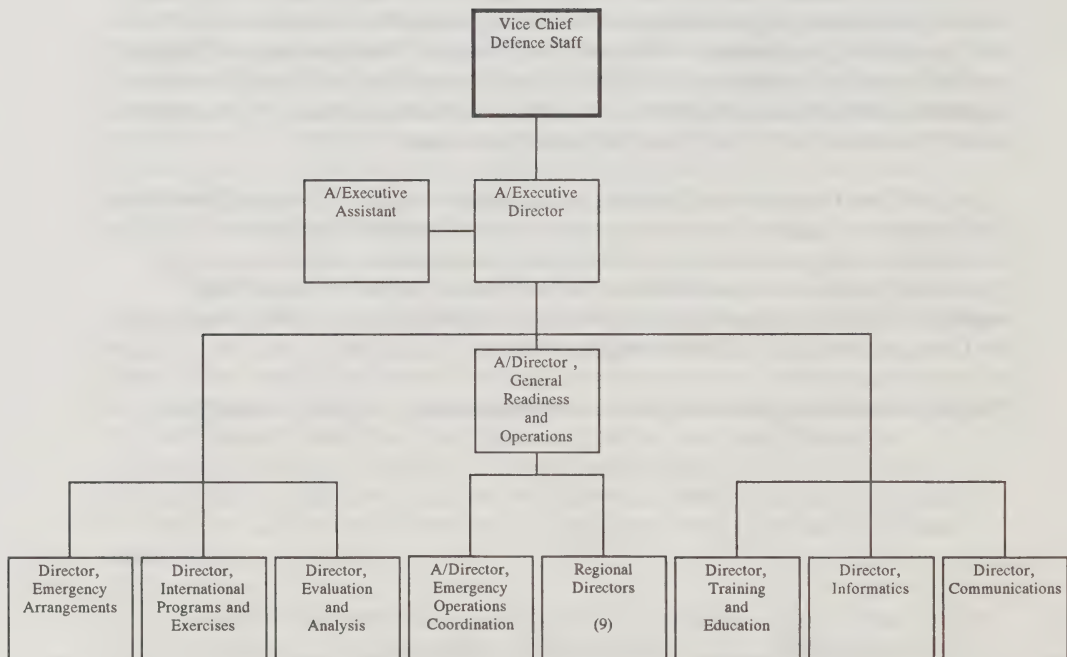 Vice Chief
Defence Staff
A/Executive
Assistant
A/Executive
Director
A/Director ,
General
Readiness
and
Operations
Director,
Emergency
Arrangements
Director,
International
Programs and
Exercises
Director,
Evaluation
and
Analysis
A/Director,
Emergency
Operations
Coordination
Regional
Directors
(9)
Director,
Training
and
Education
Director,
Informatics
Director,
Communications